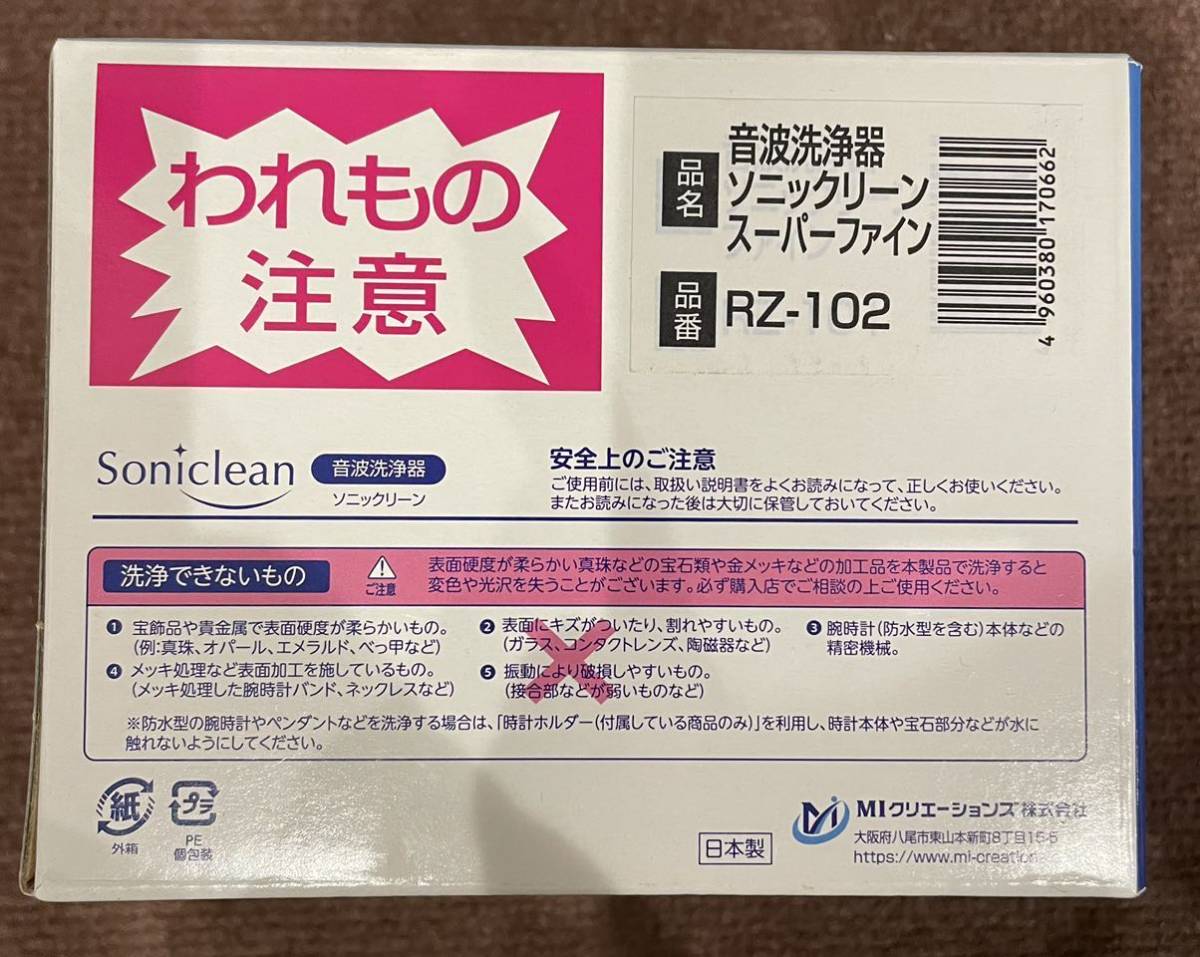 われもの
注意
品名
音波洗浄器
ソニックリーン
スーパーファイン
品番
RZ-102
4 960380 170662
Soniclean
音波洗浄器
ソニックリーン
安全上のご注意
ご使用前には、取扱い説明書をよくお読みになって、正しくお使いください。
またお読みになった後は大切に保管しておいてください。
洗浄できないもの
ご注意
表面硬度が柔らかい真珠などの宝石類や金メッキなどの加工品を本製品で洗浄すると
変色や光沢を失うことがございます。必ず購入店でご相談の上ご使用ください。
❶ 宝飾品や貴金属で表面硬度が柔らかいもの。
(例:真珠、オパール、エメラルド、べっ甲など)
❷ 表面にキズがついたり、割れやすいもの。
(ガラス、コンタクトレンズ、陶磁器など)
❸ 腕時計(防水型を含む)本体などの
精密機械。
❹ メッキ処理など表面加工を施しているもの。
(メッキ処理した腕時計バンド、ネックレスなど)
❺ 振動により破損しやすいもの。
(接合部などが弱いものなど)
※防水型の腕時計やペンダントなどを洗浄する場合は、「時計ホルダー(付属している商品のみ)」を利用し、時計本体や宝石部分などが水に
触れないようにしてください。
紙
外箱
プラ
PE
個包装
日本製
MIクリエーションズ株式会社
大阪府八尾市東山本新町8丁目15-5
https://www.mi-creation